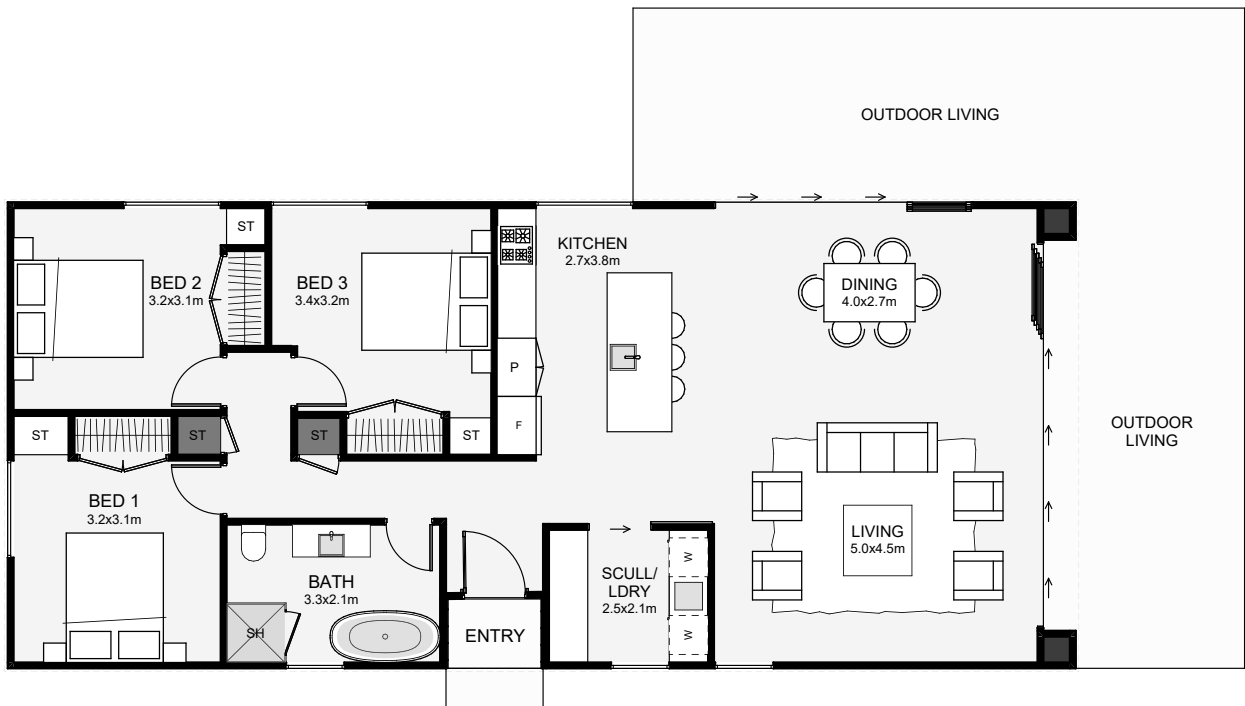 OUTDOOR LIVING
ST
BED 2
3.2x3.1m
BED 3
3.4x3.2m
KITCHEN
2.7x3.8m
DINING
4.0x2.7m
P
F
ST
ST
ST
ST
OUTDOOR
LIVING
BED 1
3.2x3.1m
LIVING
5.0x4.5m
BATH
3.3x2.1m
SCULL/
LDRY
2.5x2.1m
W
W
SH
ENTRY